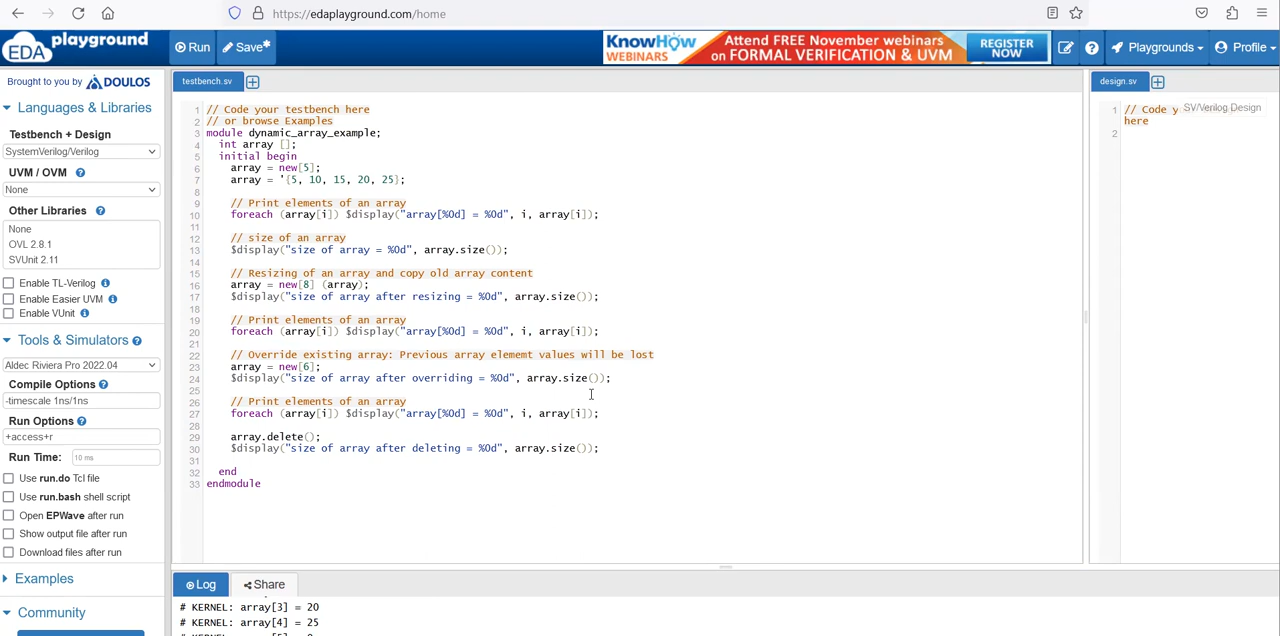 https://edaplayground.com/home
EDA playground
Run
Save*
KnowHow WEBINARS
Attend FREE November webinars on FORMAL VERIFICATION & UVM
REGISTER NOW
Playgrounds
Profile
Brought to you by DOULOS
Languages & Libraries
Testbench + Design
SystemVerilog/Verilog
UVM / OVM
None
Other Libraries
None
OVL 2.8.1
SVUnit 2.11
Enable TL-Verilog
Enable Easier UVM
Enable VUnit
Tools & Simulators
Aldec Riviera Pro 2022.04
Compile Options
-timescale 1ns/1ns
Run Options
+access+r
Run Time: 10 ms
Use run.do Tcl file
Use run.bash shell script
Open EPWave after run
Show output file after run
Download files after run
Examples
Community
testbench.sv
1 // Code your testbench here
2 // or browse Examples
3 module dynamic_array_example;
4 int array [];
5 initial begin
6 array = new[5];
7 array = '{5, 10, 15, 20, 25};
8
9 // Print elements of an array
10 foreach (array[i]) $display("array[%0d] = %0d", i, array[i]);
11
12 // size of an array
13 $display("size of array = %0d", array.size());
14
15 // Resizing of an array and copy old array content
16 array = new[8] (array);
17 $display("size of array after resizing = %0d", array.size());
18
19 // Print elements of an array
20 foreach (array[i]) $display("array[%0d] = %0d", i, array[i]);
21
22 // Override existing array: Previous array elememt values will be lost
23 array = new[6];
24 $display("size of array after overriding = %0d", array.size());
25
26 // Print elements of an array
27 foreach (array[i]) $display("array[%0d] = %0d", i, array[i]);
28
29 array.delete();
30 $display("size of array after deleting = %0d", array.size());
31
32 end
33 endmodule
design.sv
SV/Verilog Design
1 // Code y
here
2
Log
Share
# KERNEL: array[3] = 20
# KERNEL: array[4] = 25